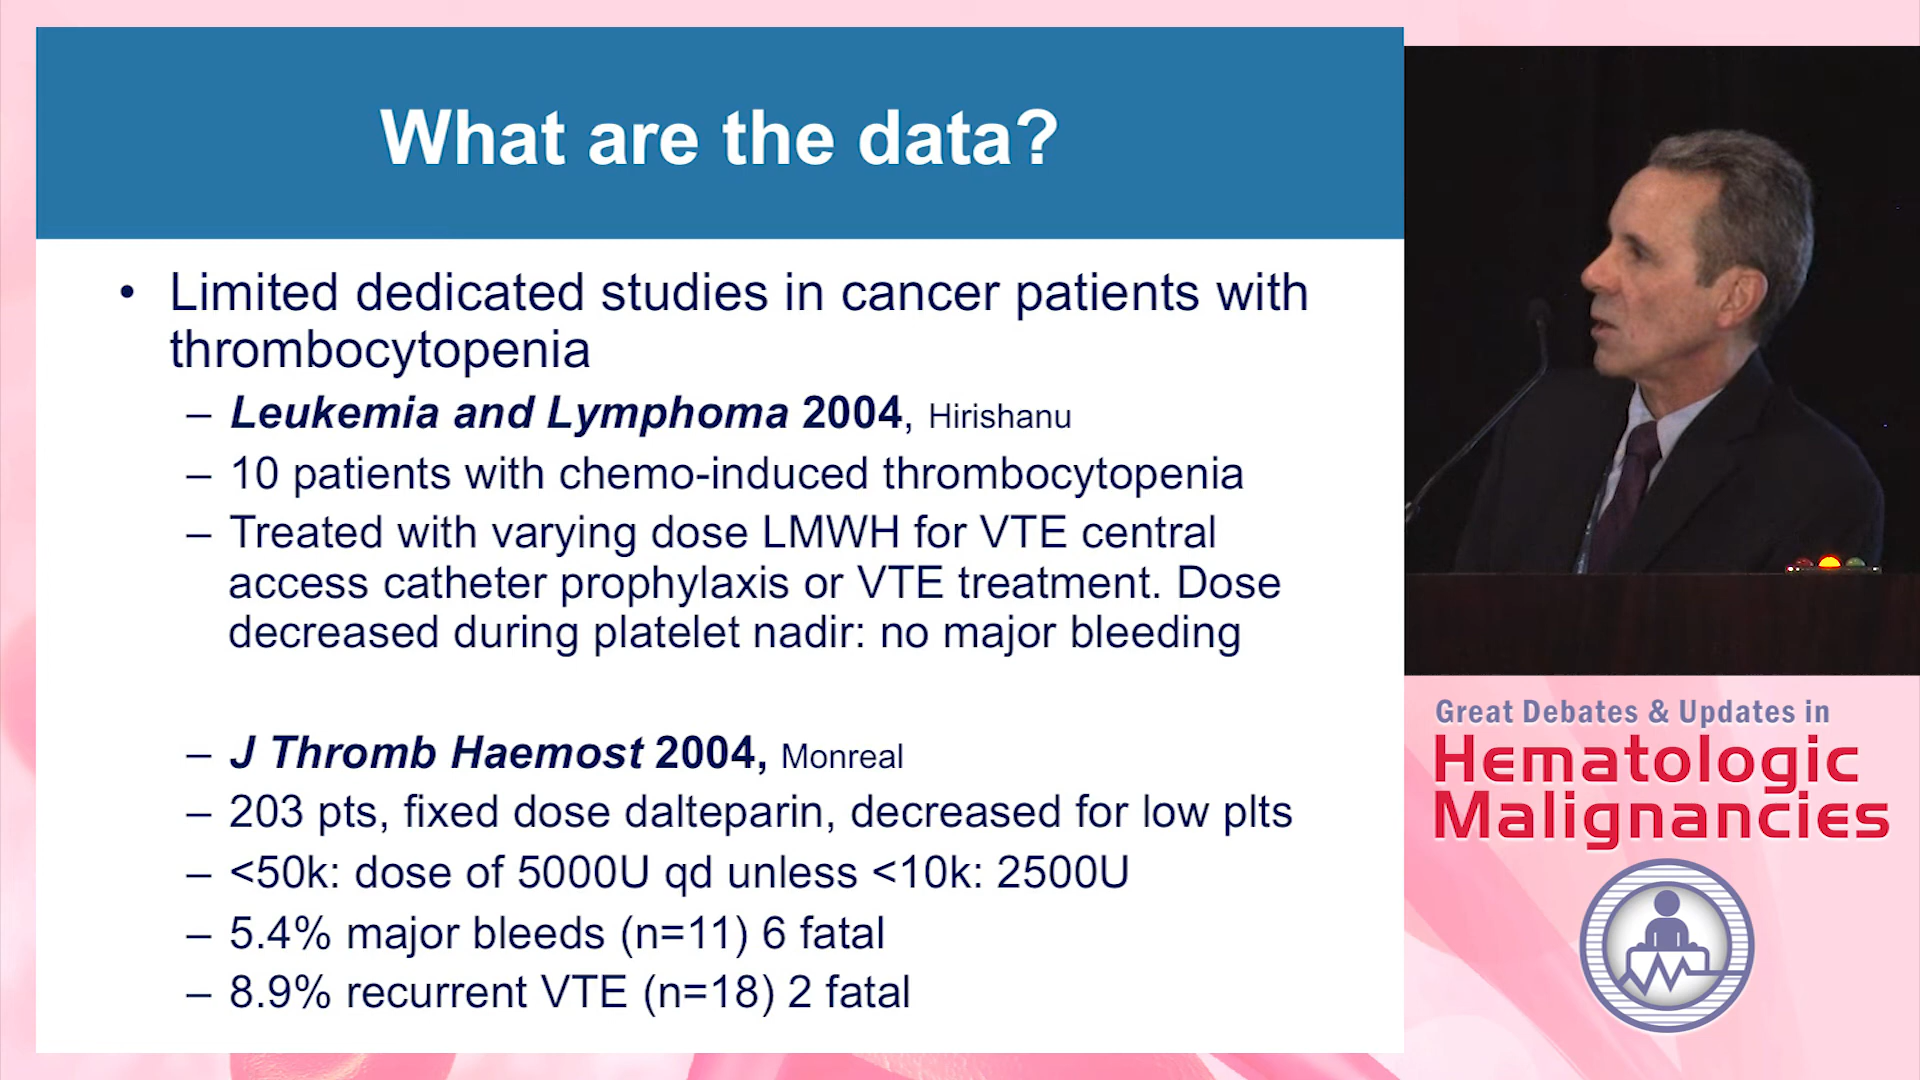 What are the data?
• Limited dedicated studies in cancer patients with
thrombocytopenia
– Leukemia and Lymphoma 2004, Hirishanu
– 10 patients with chemo-induced thrombocytopenia
– Treated with varying dose LMWH for VTE central
access catheter prophylaxis or VTE treatment. Dose
decreased during platelet nadir: no major bleeding
– J Thromb Haemost 2004, Monreal
– 203 pts, fixed dose dalteparin, decreased for low plts
– <50k: dose of 5000U qd unless <10k: 2500U
– 5.4% major bleeds (n=11) 6 fatal
– 8.9% recurrent VTE (n=18) 2 fatal
Great Debates & Updates in
Hematologic
Malignancies